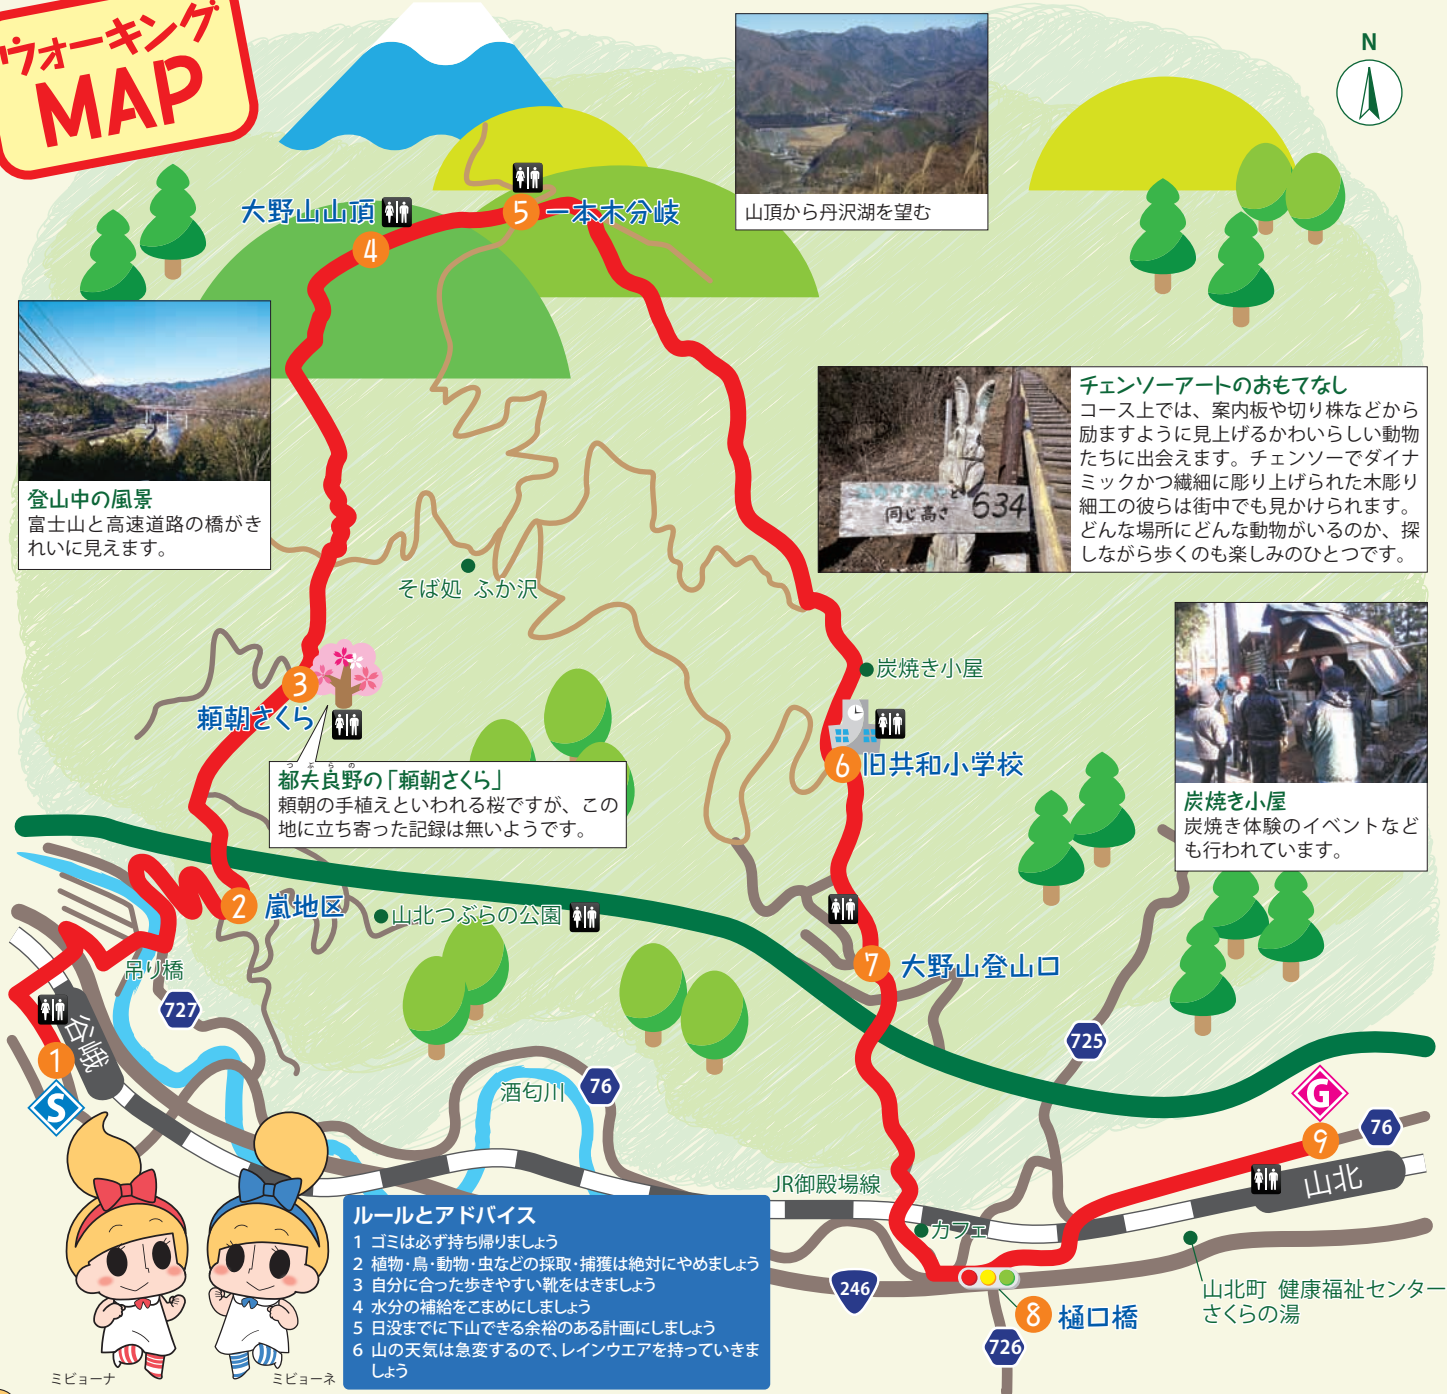 ウォーキング
MAP
N
山頂から丹沢湖を望む
大野山山頂
4
5
一本木分岐
登山中の風景
富士山と高速道路の橋がき
れいに見えます。
チェンソーアートのおもてなし
コース上では、案内板や切り株などから
励ますように見上げるかわいらしい動物
たちに出会えます。チェンソーでダイナ
ミックかつ繊細に彫り上げられた木彫り
細工の彼らは街中でも見かけられます。
どんな場所にどんな動物がいるのか、探
しながら歩くのも楽しみのひとつです。
同じ高さ 634
そば処 ふか沢
炭焼き小屋
3
頼朝さくら
つぶらの
都夫良野の「頼朝さくら」
頼朝の手植えといわれる桜ですが、この
地に立ち寄った記録は無いようです。
6
旧共和小学校
炭焼き小屋
炭焼き体験のイベントなど
も行われています。
2
嵐地区
山北つぶらの公園
吊り橋
7
大野山登山口
727
谷峨
1
S
725
酒匂川
76
G
9
76
山北
JR御殿場線
カフェ
246
8
樋口橋
726
山北町 健康福祉センター
さくらの湯
ルールとアドバイス
1 ゴミは必ず持ち帰りましょう
2 植物・鳥・動物・虫などの採取・捕獲は絶対にやめましょう
3 自分に合った歩きやすい靴をはきましょう
4 水分の補給をこまめにしましょう
5 日没までに下山できる余裕のある計画にしましょう
6 山の天気は急変するので、レインウエアを持っていきま
しょう
ミビョーナ
ミビョーネ